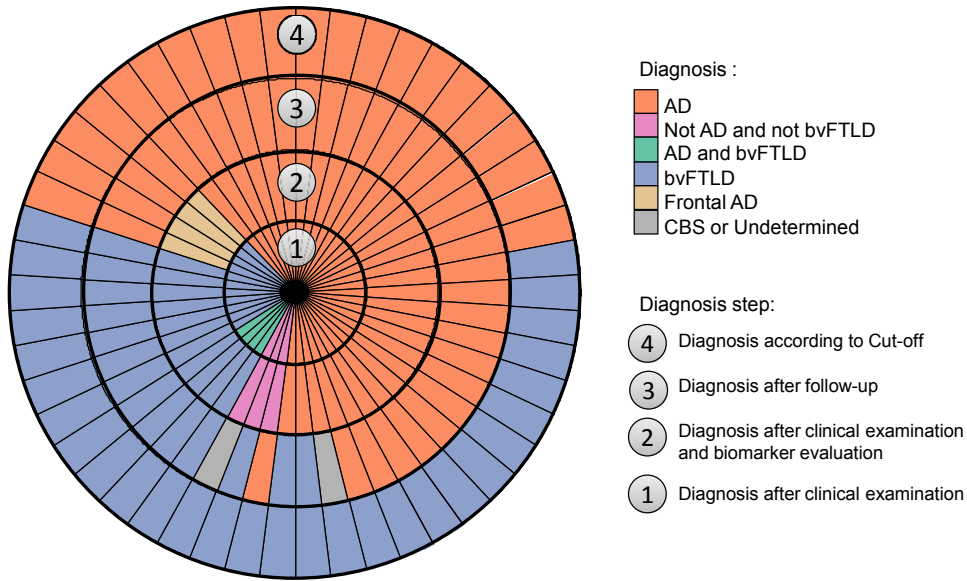 4
3
2
1
Diagnosis :
AD
Not AD and not bvFTLD
AD and bvFTLD
bvFTLD
Frontal AD
CBS or Undetermined
Diagnosis step:
4 Diagnosis according to Cut-off
3 Diagnosis after follow-up
2 Diagnosis after clinical examination
and biomarker evaluation
1 Diagnosis after clinical examination